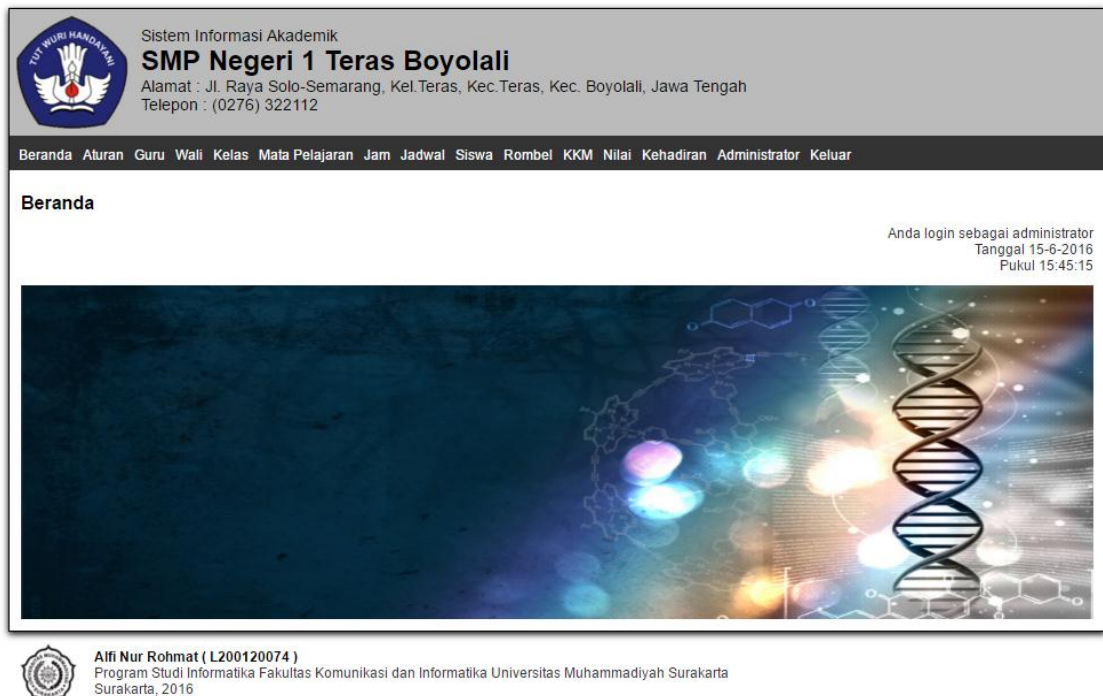 TUT WURI HANDAYANI
Sistem Informasi Akademik
SMP Negeri 1 Teras Boyolali
Alamat : Jl. Raya Solo-Semarang, Kel.Teras, Kec.Teras, Kec. Boyolali, Jawa Tengah
Telepon : (0276) 322112
Beranda Aturan Guru Wali Kelas Mata Pelajaran Jam Jadwal Siswa Rombel KKM Nilai Kehadiran Administrator Keluar
Beranda
Anda login sebagai administrator
Tanggal 15-6-2016
Pukul 15:45:15
Alfi Nur Rohmat ( L200120074 )
Program Studi Informatika Fakultas Komunikasi dan Informatika Universitas Muhammadiyah Surakarta
Surakarta, 2016